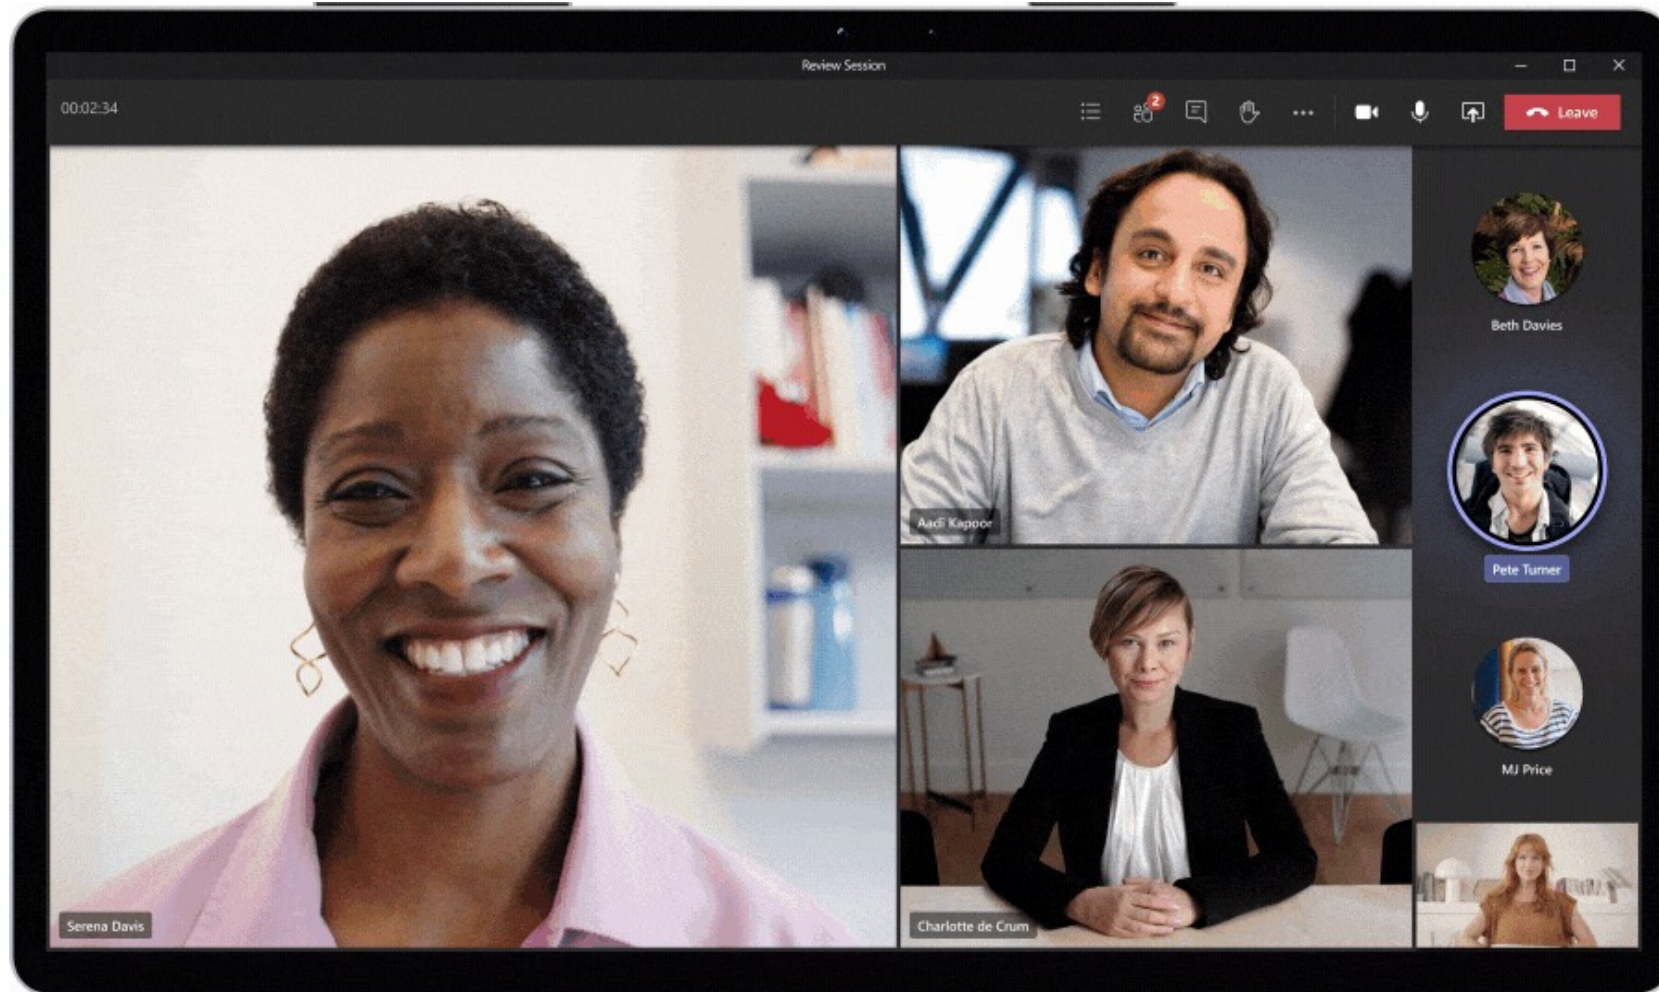 Review Session
00:02:34
2
Leave
Beth Davies
Aadi Kapoor
Pete Turner
MJ Price
Serena Davis
Charlotte de Crum